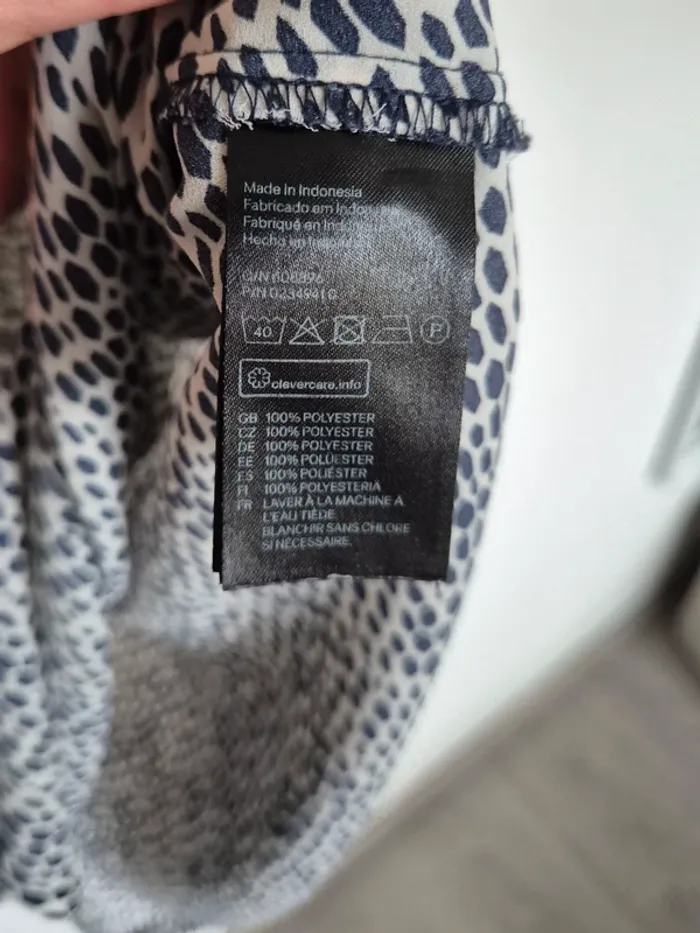 Made in Indonesia
Fabricado em
Fabriqué en
Hecho en
40
P
clevercare.info
GB 100% POLYESTER
CZ 100% POLYESTER
DE 100% POLYESTER
EE 100% POLÜESTER
ES 100% POLIÉSTER
FI 100% POLYESTERIÄ
FR LAVER À LA MACHINE À
L'EAU TIÈDE
BLANCHIR SANS CHLORE
SI NÉCESSAIRE.